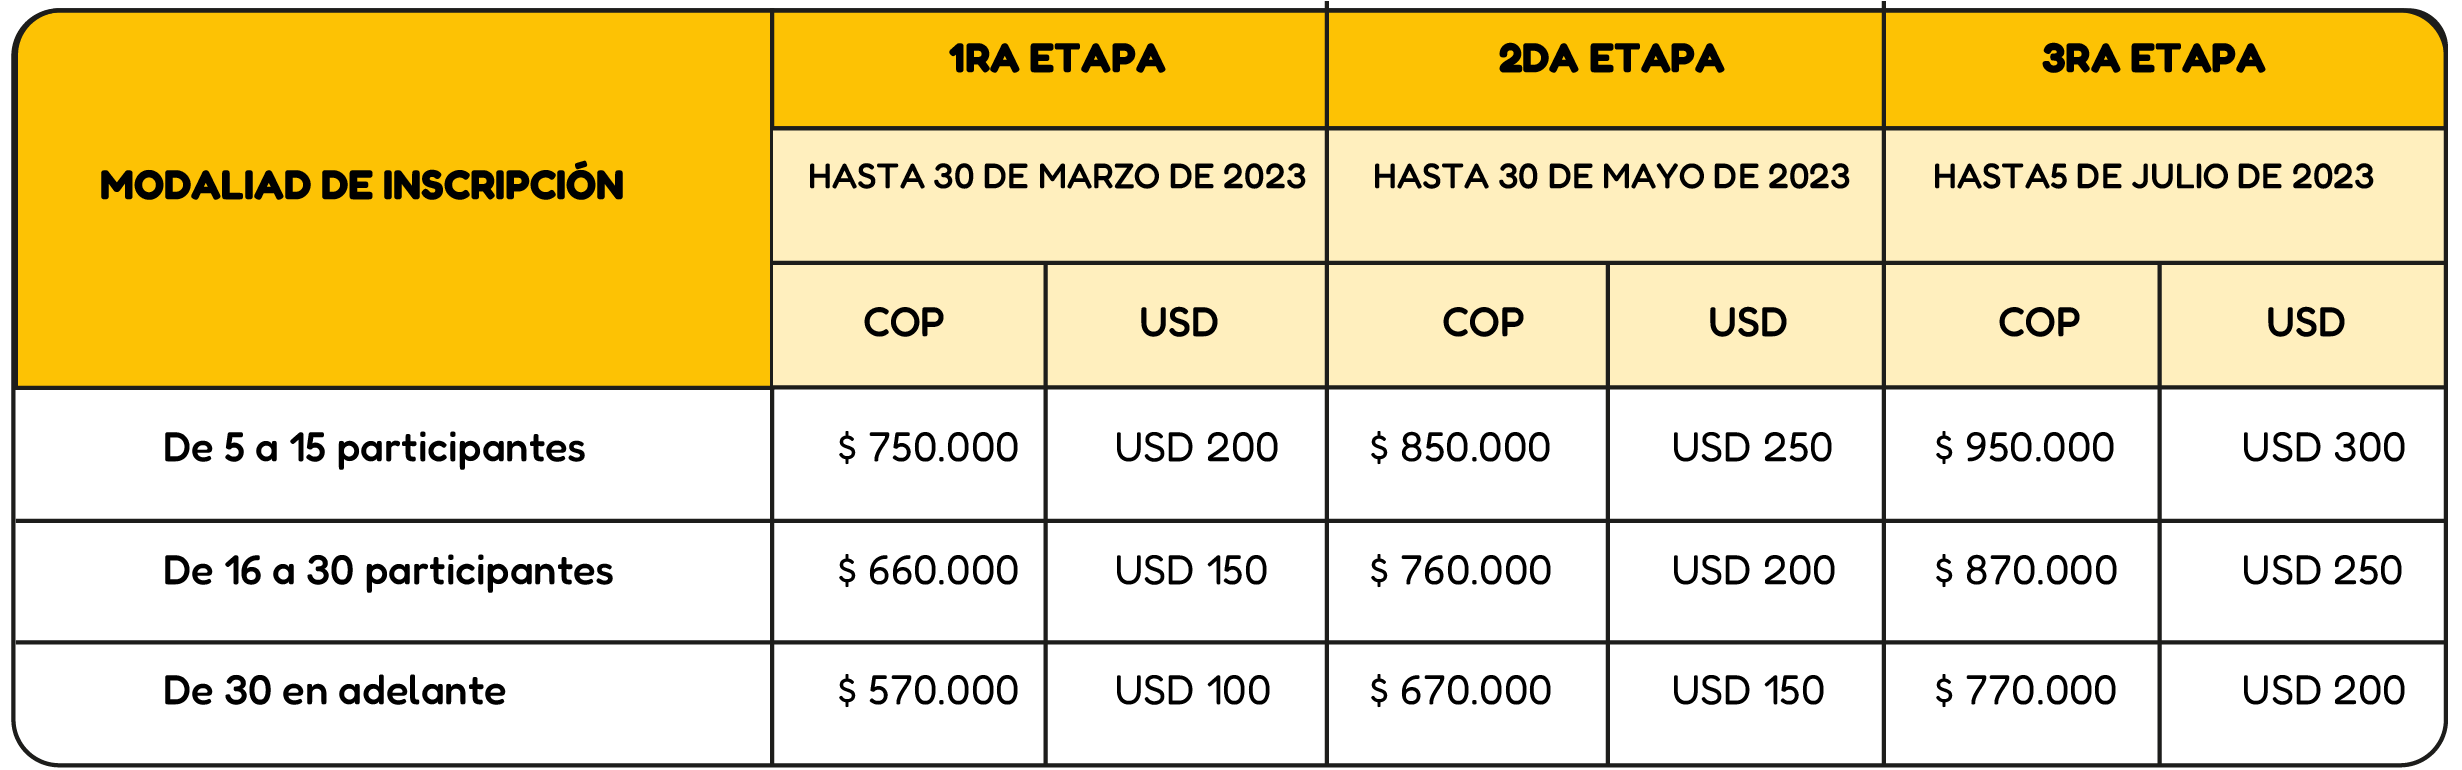 1RA ETAPA 2DA ETAPA 3RA ETAPA
MODALIAD DE INSCRIPCIÓN HASTA 30 DE MARZO DE 2023 HASTA 30 DE MAYO DE 2023 HASTA5 DE JULIO DE 2023
COP USD COP USD COP USD
De 5 a 15 participantes $ 750.000 USD 200 $ 850.000 USD 250 $ 950.000 USD 300
De 16 a 30 participantes $ 660.000 USD 150 $ 760.000 USD 200 $ 870.000 USD 250
De 30 en adelante $ 570.000 USD 100 $ 670.000 USD 150 $ 770.000 USD 200